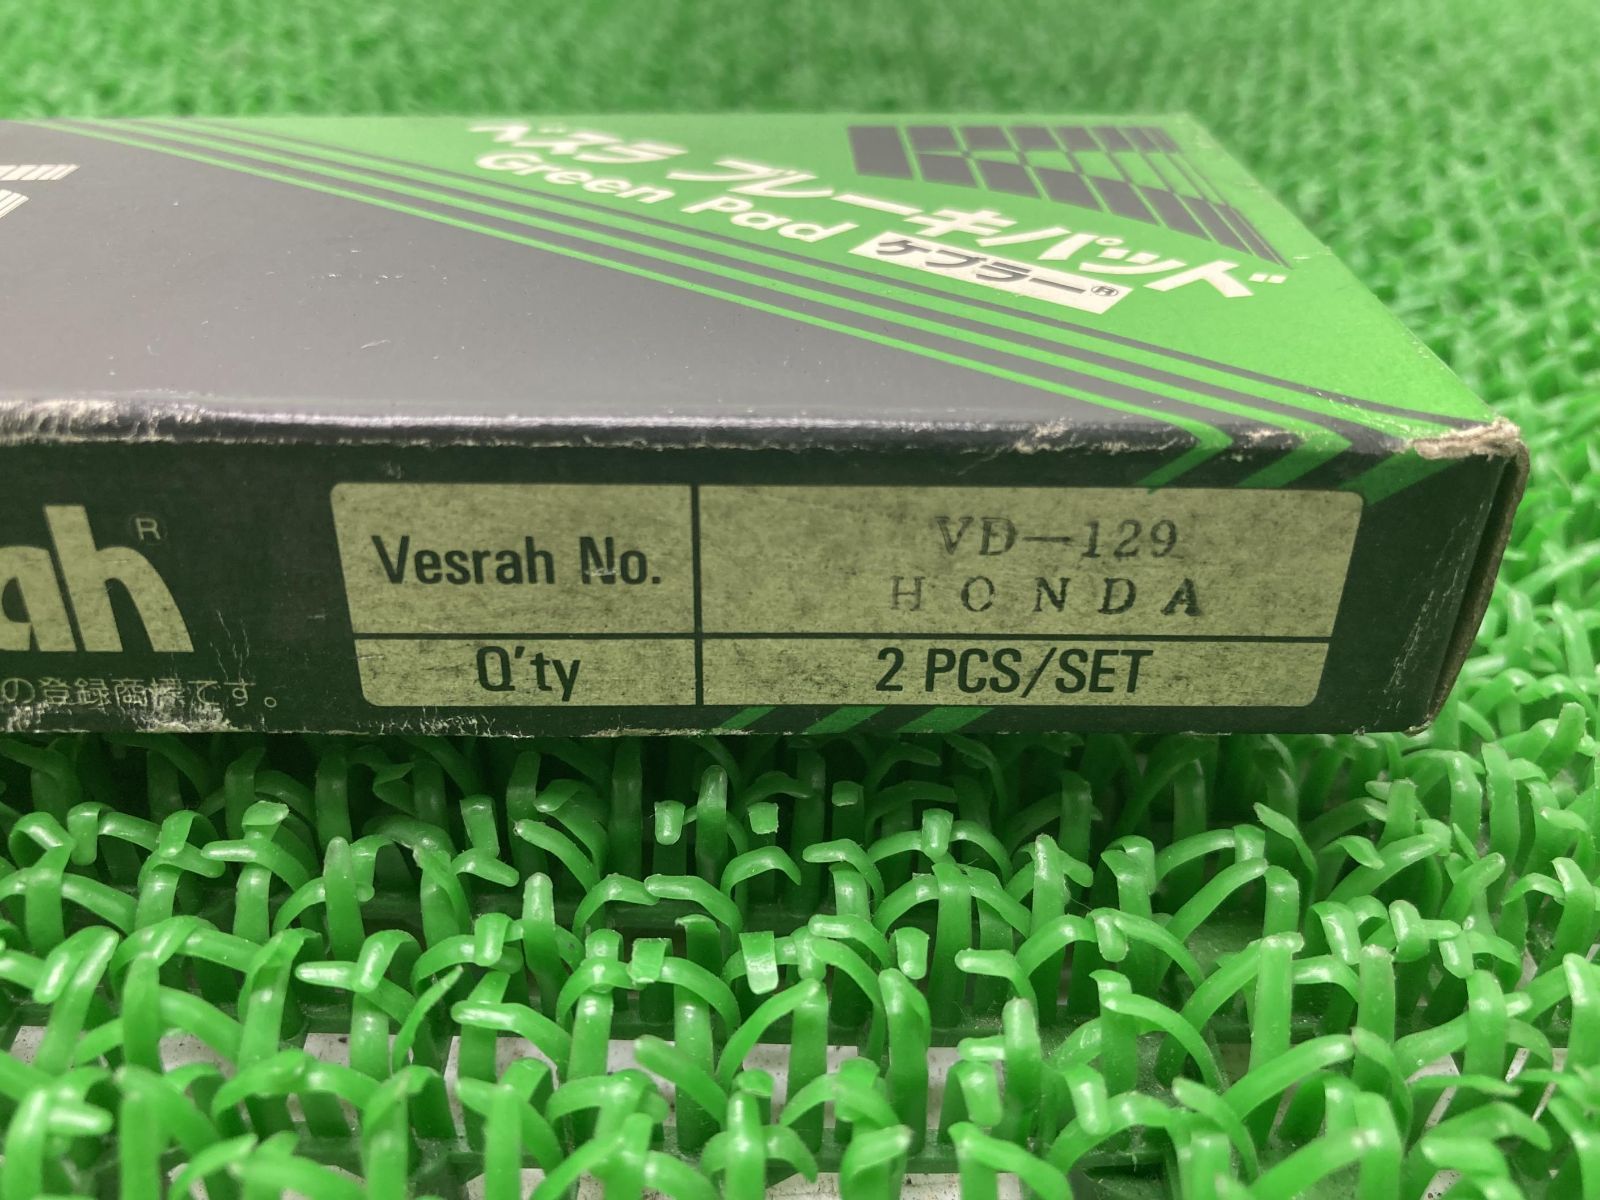 ベスラ ブレーキパッド
Green Pad ケブラー®
ah®
の登録商標です。
Vesrah No.
VD-129
HONDA
Q'ty
2 PCS/SET